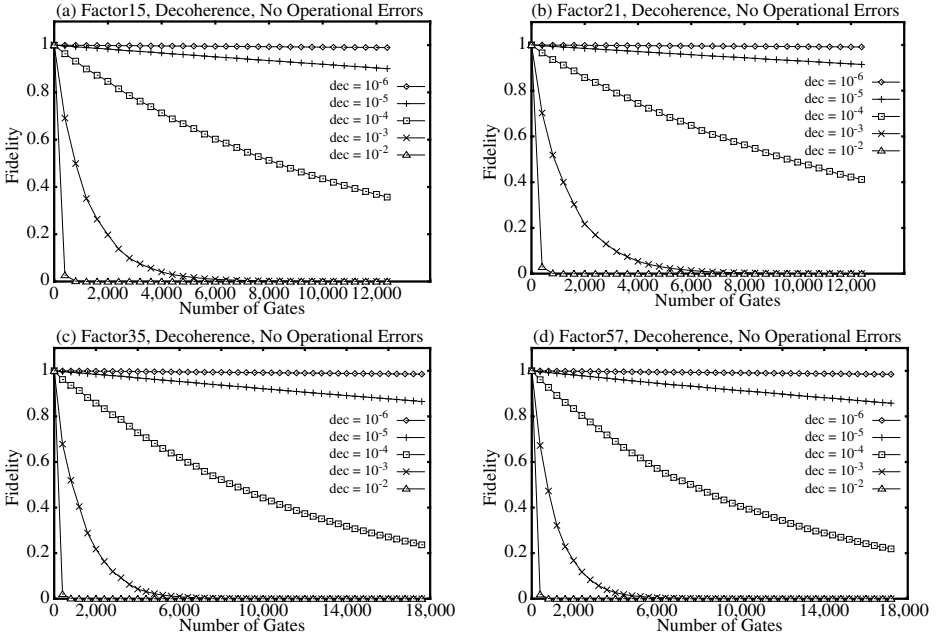 (a) Factor15, Decoherence, No Operational Errors
1
0.8
0.6
0.4
0.2
0
Fidelity
dec = 10-6
dec = 10-5
dec = 10-4
dec = 10-3
dec = 10-2
0 2,000 4,000 6,000 8,000 10,000 12,000
Number of Gates
(b) Factor21, Decoherence, No Operational Errors
1
0.8
0.6
0.4
0.2
0
Fidelity
dec = 10-6
dec = 10-5
dec = 10-4
dec = 10-3
dec = 10-2
0 2,000 4,000 6,000 8,000 10,000 12,000
Number of Gates
(c) Factor35, Decoherence, No Operational Errors
1
0.8
0.6
0.4
0.2
0
Fidelity
dec = 10-6
dec = 10-5
dec = 10-4
dec = 10-3
dec = 10-2
0 2,000 6,000 10,000 14,000 18,000
Number of Gates
(d) Factor57, Decoherence, No Operational Errors
1
0.8
0.6
0.4
0.2
0
Fidelity
dec = 10-6
dec = 10-5
dec = 10-4
dec = 10-3
dec = 10-2
0 2,000 6,000 10,000 14,000 18,000
Number of Gates